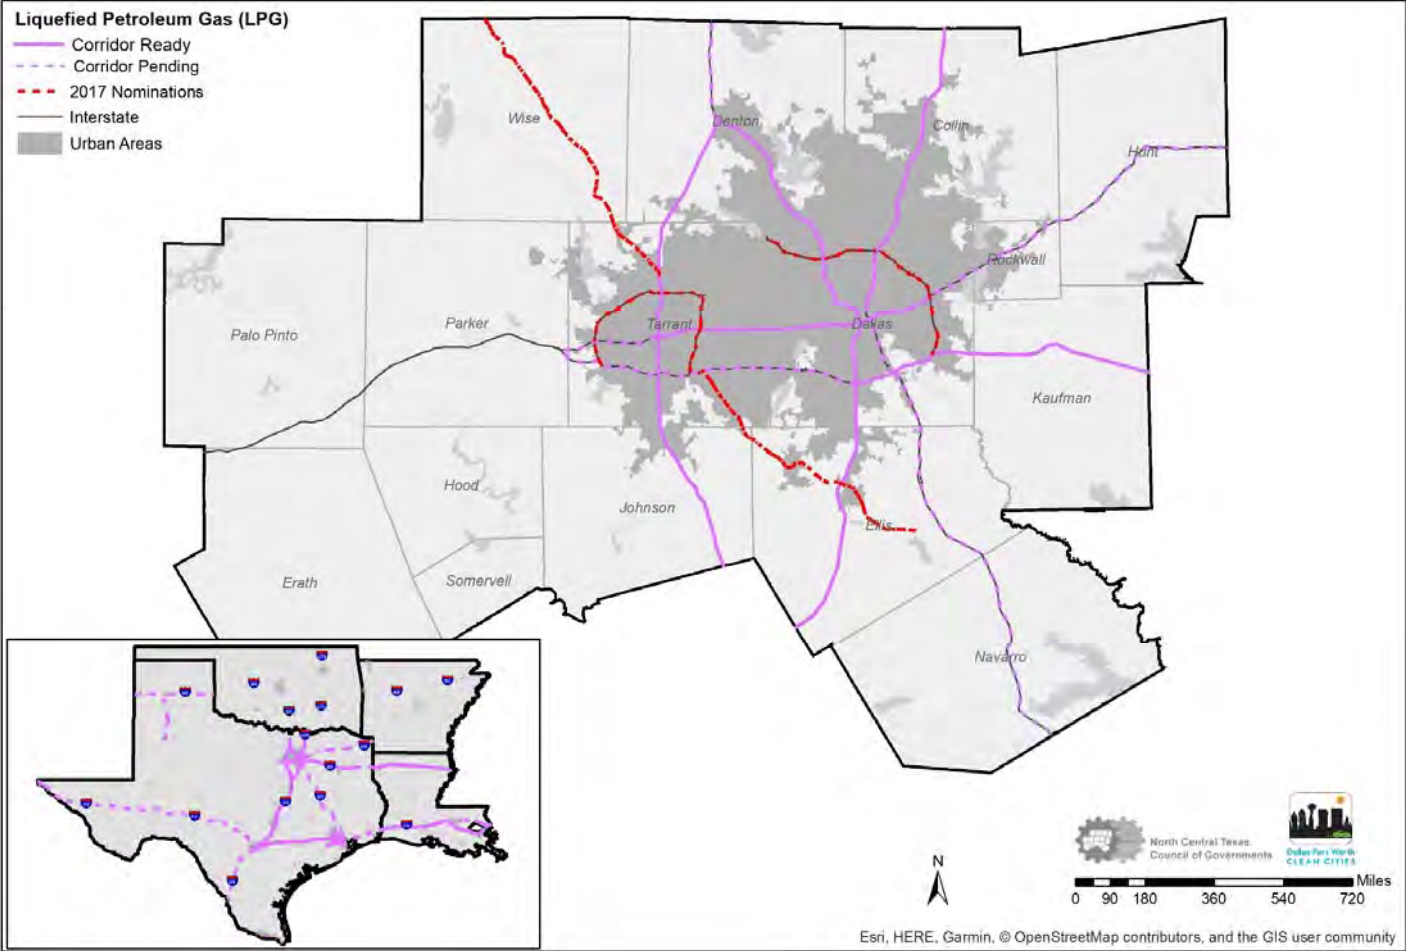 Liquefied Petroleum Gas (LPG)
Corridor Ready
Corridor Pending
2017 Nominations
Interstate
Urban Areas
Wise
Denton
Collin
Hunt
Rockwall
Palo Pinto
Parker
Tarrant
Dallas
Kaufman
Hood
Johnson
Ellis
Erath
Somervell
Navarro
North Central Texas
Council of Governments
Dallas-Fort Worth
CLEAN CITIES
N
Miles
0 90 180 360 540 720
Esri, HERE, Garmin, © OpenStreetMap contributors, and the GIS user community